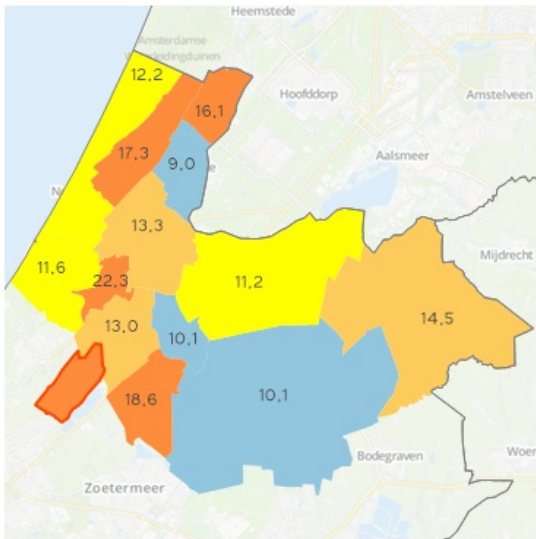 Heemstede
Amsterdamse
12,2
16,1
Hoofddorp
Amstelveen
17,3
9,0
Aalsmeer
13,3
11,6
22,3
11,2
Mijdrecht
13,0
10,1
14,5
18,6
10,1
Bodegraven
Woer
Zoetermeer